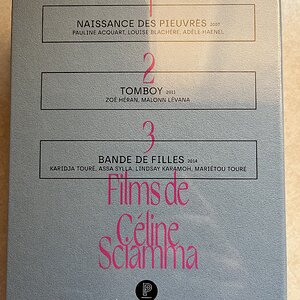 1
NAISSANCE DES PIEUVRES 2007
PAULINE ACQUART, LOUISE BLACHÈRE, ADÈLE HAENEL
2
TOMBOY 2011
ZOÉ HÉRAN, MALONN LÉVANA
3
BANDE DE FILLES 2014
KARIDJA TOURÉ, ASSA SYLLA, LINDSAY KARAMOH, MARIÉTOU TOURÉ
Films de
Céline
Sciamma
P